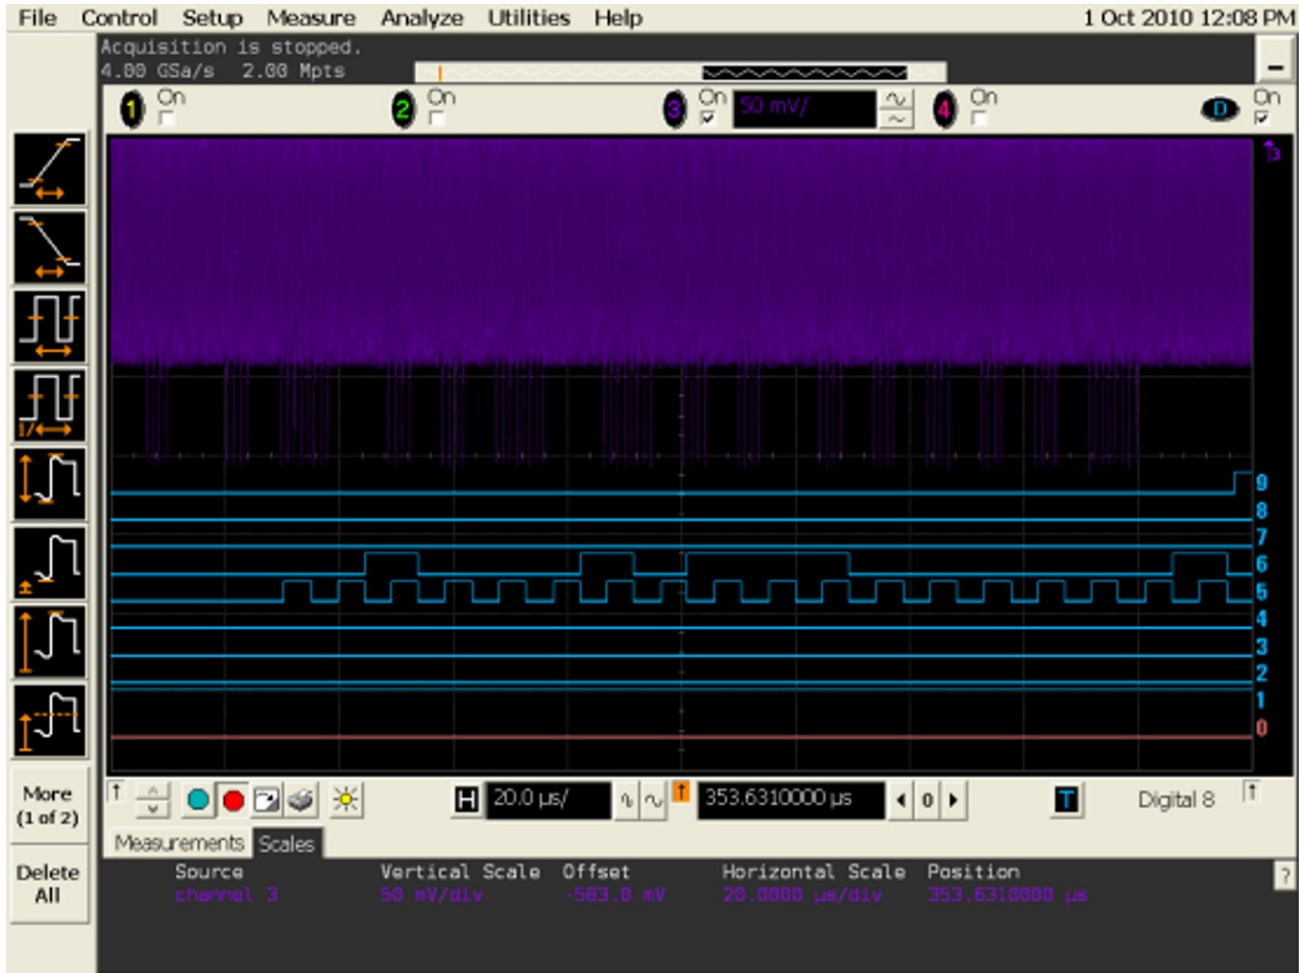 File Control Setup Measure Analyze Utilities Help 1 Oct 2010 12:08 PM
Acquisition is stopped.
4.00 GSa/s 2.00 Mpts
1 On 2 On 3 On 50 mV/ 4 On D On
3
9
8
7
6
5
4
3
2
1
0
1/
More
(1 of 2)
Delete
All
H 20.0 µs/ 353.6310000 µs 0 T Digital 8
Measurements Scales
Source Vertical Scale Offset Horizontal Scale Position ?
channel 3 50 mV/div -583.0 mV 20.0000 µs/div 353.6310000 µs